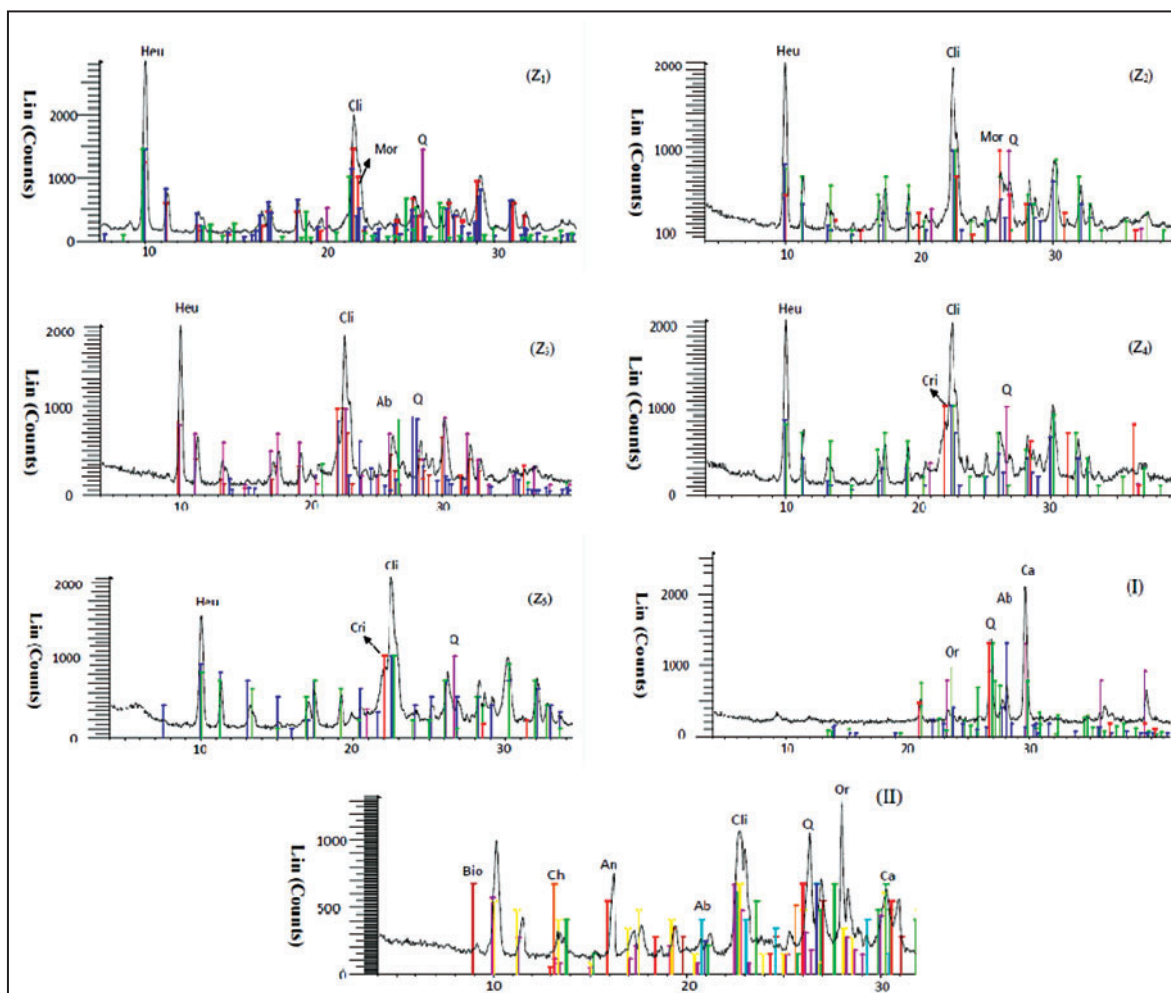 Heu
(Z1)
Cli
Mor
Q
Lin (Counts)
2000
1000
0
10
20
30
Heu
Cli
(Z2)
Mor
Q
Lin (Counts)
2000
1000
100
10
20
30
Heu
Cli
(Z3)
Ab
Q
Lin (Counts)
2000
1000
0
10
20
30
Heu
Cli
(Z4)
Cri
Q
Lin (Counts)
2000
1000
0
10
20
30
Heu
Cli
(Z5)
Cri
Q
Lin (Counts)
2000
1000
0
10
20
30
Ca
(I)
Ab
Q
Or
Lin (Counts)
2000
1000
0
10
20
30
Or
(II)
Cli
Q
An
Bio
Ch
Ca
Ab
Lin (Counts)
1000
500
0
10
20
30